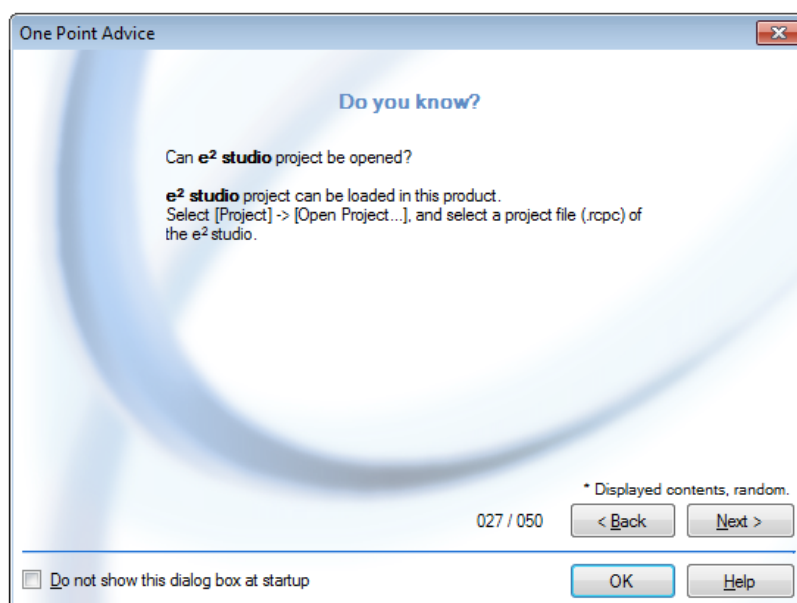 One Point Advice
Do you know?
Can e² studio project be opened?
e² studio project can be loaded in this product.
Select [Project] -> [Open Project...], and select a project file (.rcpc) of
the e² studio.
* Displayed contents, random.
027 / 050
< Back
Next >
Do not show this dialog box at startup
OK
Help